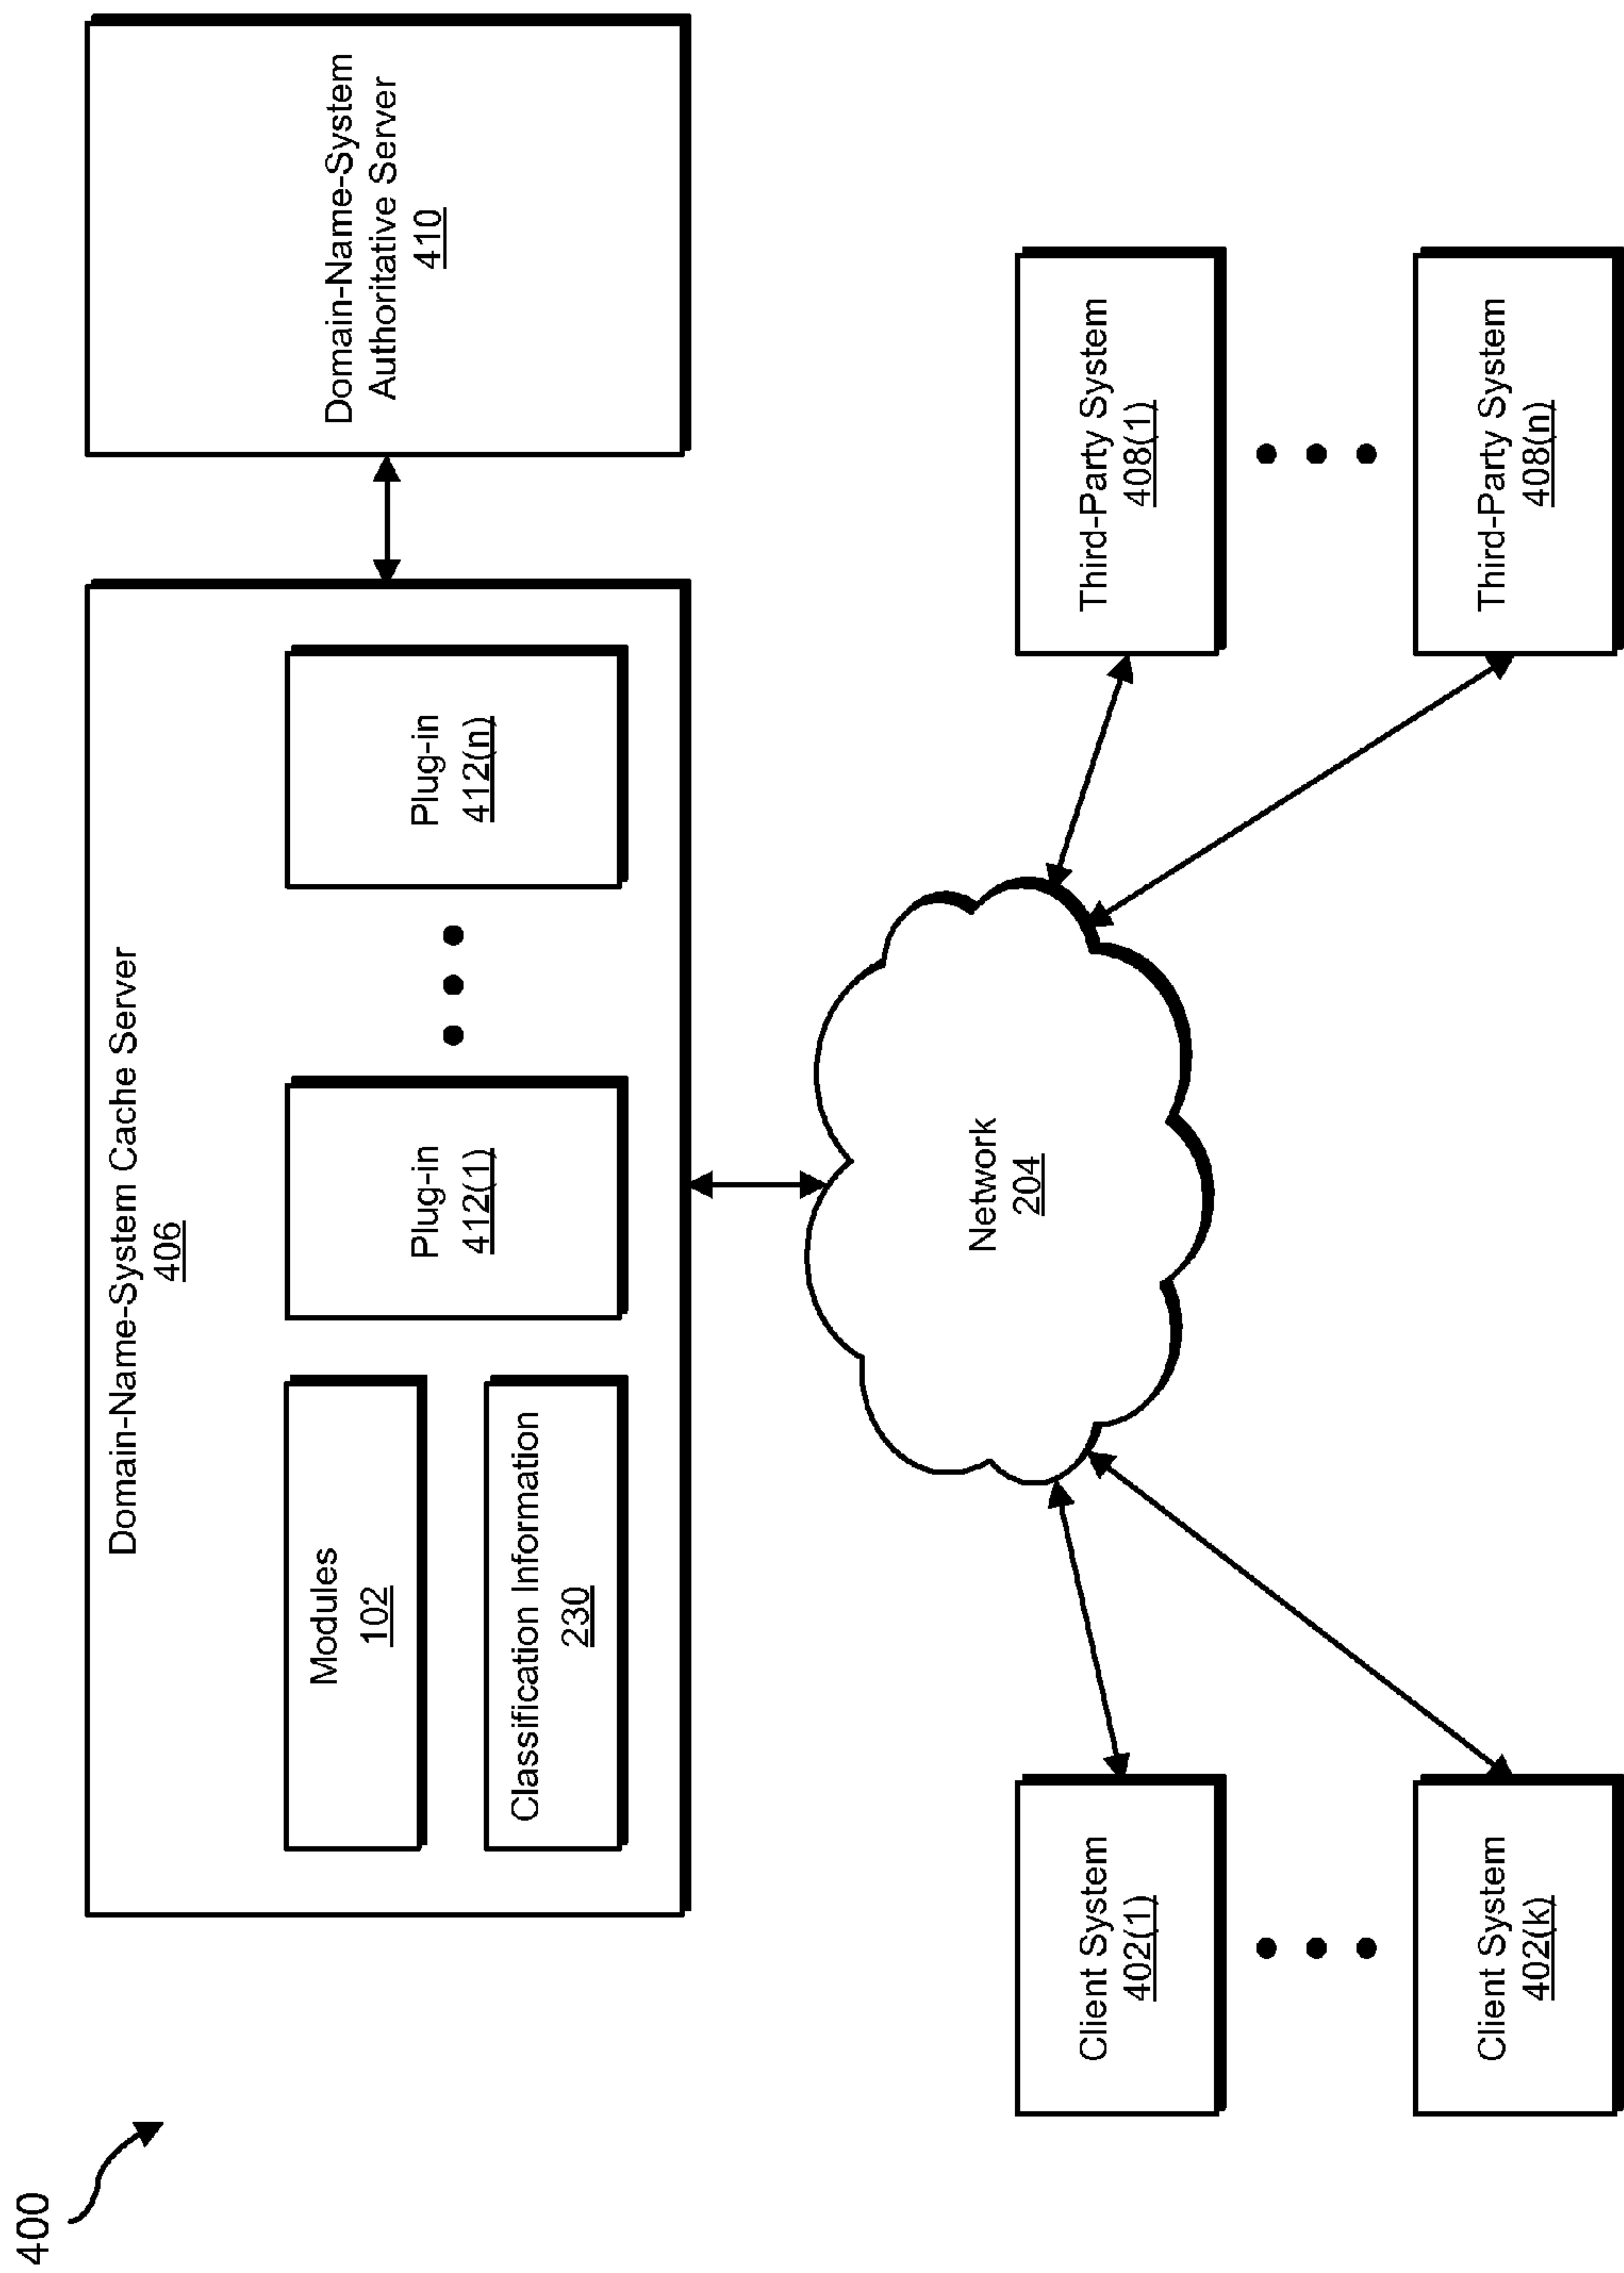 400
Domain-Name-System Cache Server
406
Modules
102
Classification Information
230
Plug-in
412(1)
Plug-in
412(n)
Domain-Name-System
Authoritative Server
410
Network
204
Client System
402(1)
Client System
402(k)
Third-Party System
408(1)
Third-Party System
408(n)